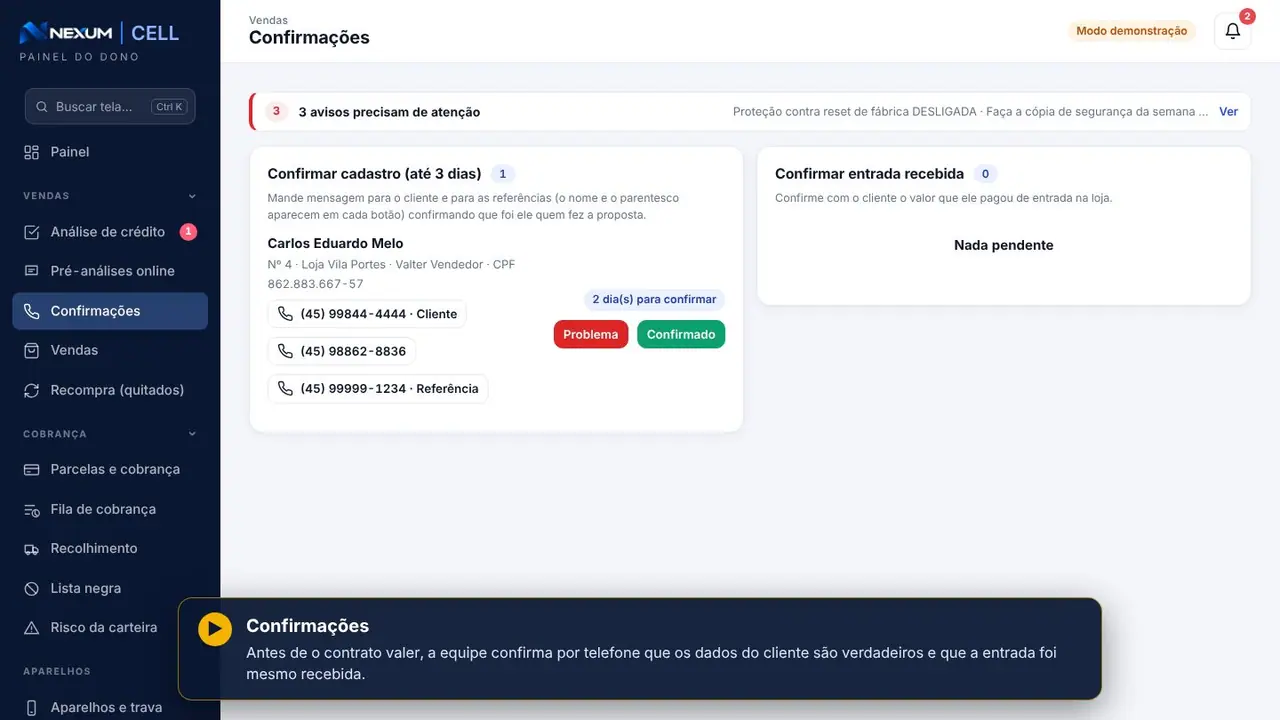 NEXUM | CELL
PAINEL DO DONO
Buscar tela... Ctrl K
Painel
VENDAS
Análise de crédito 1
Pré-análises online
Confirmações
Vendas
Recompra (quitados)
COBRANÇA
Parcelas e cobrança
Fila de cobrança
Recolhimento
Lista negra
Risco da carteira
APARELHOS
Aparelhos e trava
Vendas
Confirmações
Modo demonstração
2
3 3 avisos precisam de atenção
Proteção contra reset de fábrica DESLIGADA · Faça a cópia de segurança da semana ... Ver
Confirmar cadastro (até 3 dias) 1
Mande mensagem para o cliente e para as referências (o nome e o parentesco
aparecem em cada botão) confirmando que foi ele quem fez a proposta.
Carlos Eduardo Melo
Nº 4 · Loja Vila Portes · Valter Vendedor · CPF
862.883.667-57
(45) 99844-4444 · Cliente
(45) 98862-8836
(45) 99999-1234 · Referência
2 dia(s) para confirmar
Problema Confirmado
Confirmar entrada recebida 0
Confirme com o cliente o valor que ele pagou de entrada na loja.
Nada pendente
Confirmações
Antes de o contrato valer, a equipe confirma por telefone que os dados do cliente são verdadeiros e que a entrada foi
mesmo recebida.